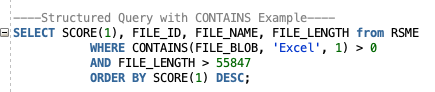 ----Structured Query with CONTAINS Example----
SELECT SCORE(1), FILE_ID, FILE_NAME, FILE_LENGTH from RSME
WHERE CONTAINS(FILE_BLOB, 'Excel', 1) > 0
AND FILE_LENGTH > 55847
ORDER BY SCORE(1) DESC;